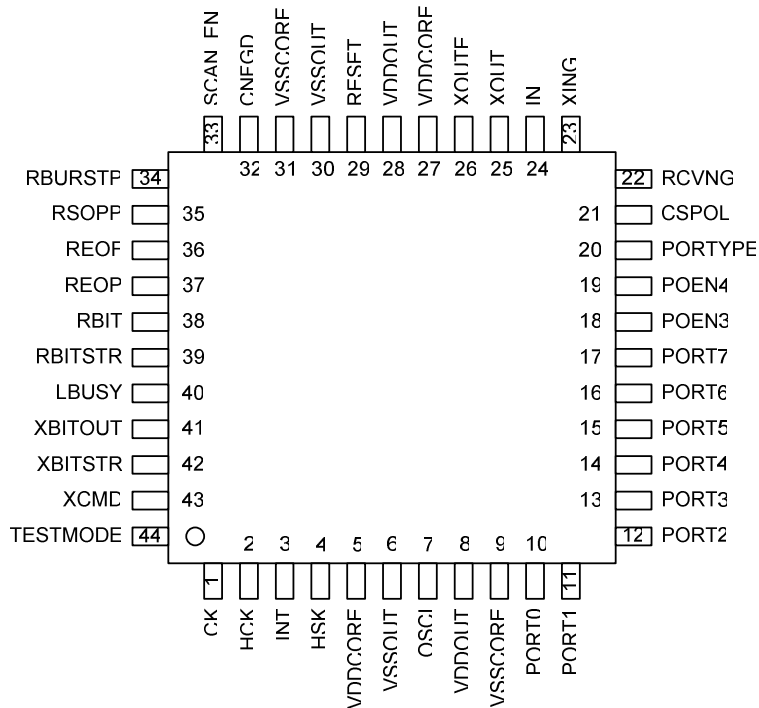 SCAN_EN
CNFGD
VSSCORE
VSSOUT
RESET
VDDOUT
VDDCORE
XOUTE
XOUT
IN
XING
33 32 31 30 29 28 27 26 25 24 23
RBURSTP 34 22 RCVNG
RSOPP 35 21 CSPOL
REOF 36 20 PORTYPE
REOP 37 19 POEN4
RBIT 38 18 POEN3
RBITSTR 39 17 PORT7
LBUSY 40 16 PORT6
XBITOUT 41 15 PORT5
XBITSTR 42 14 PORT4
XCMD 43 13 PORT3
TESTMODE 44 12 PORT2
1 2 3 4 5 6 7 8 9 10 11
CK
HCK
INT
HSK
VDDCORE
VSSOUT
OSCI
VDDOUT
VSSCORE
PORT0
PORT1